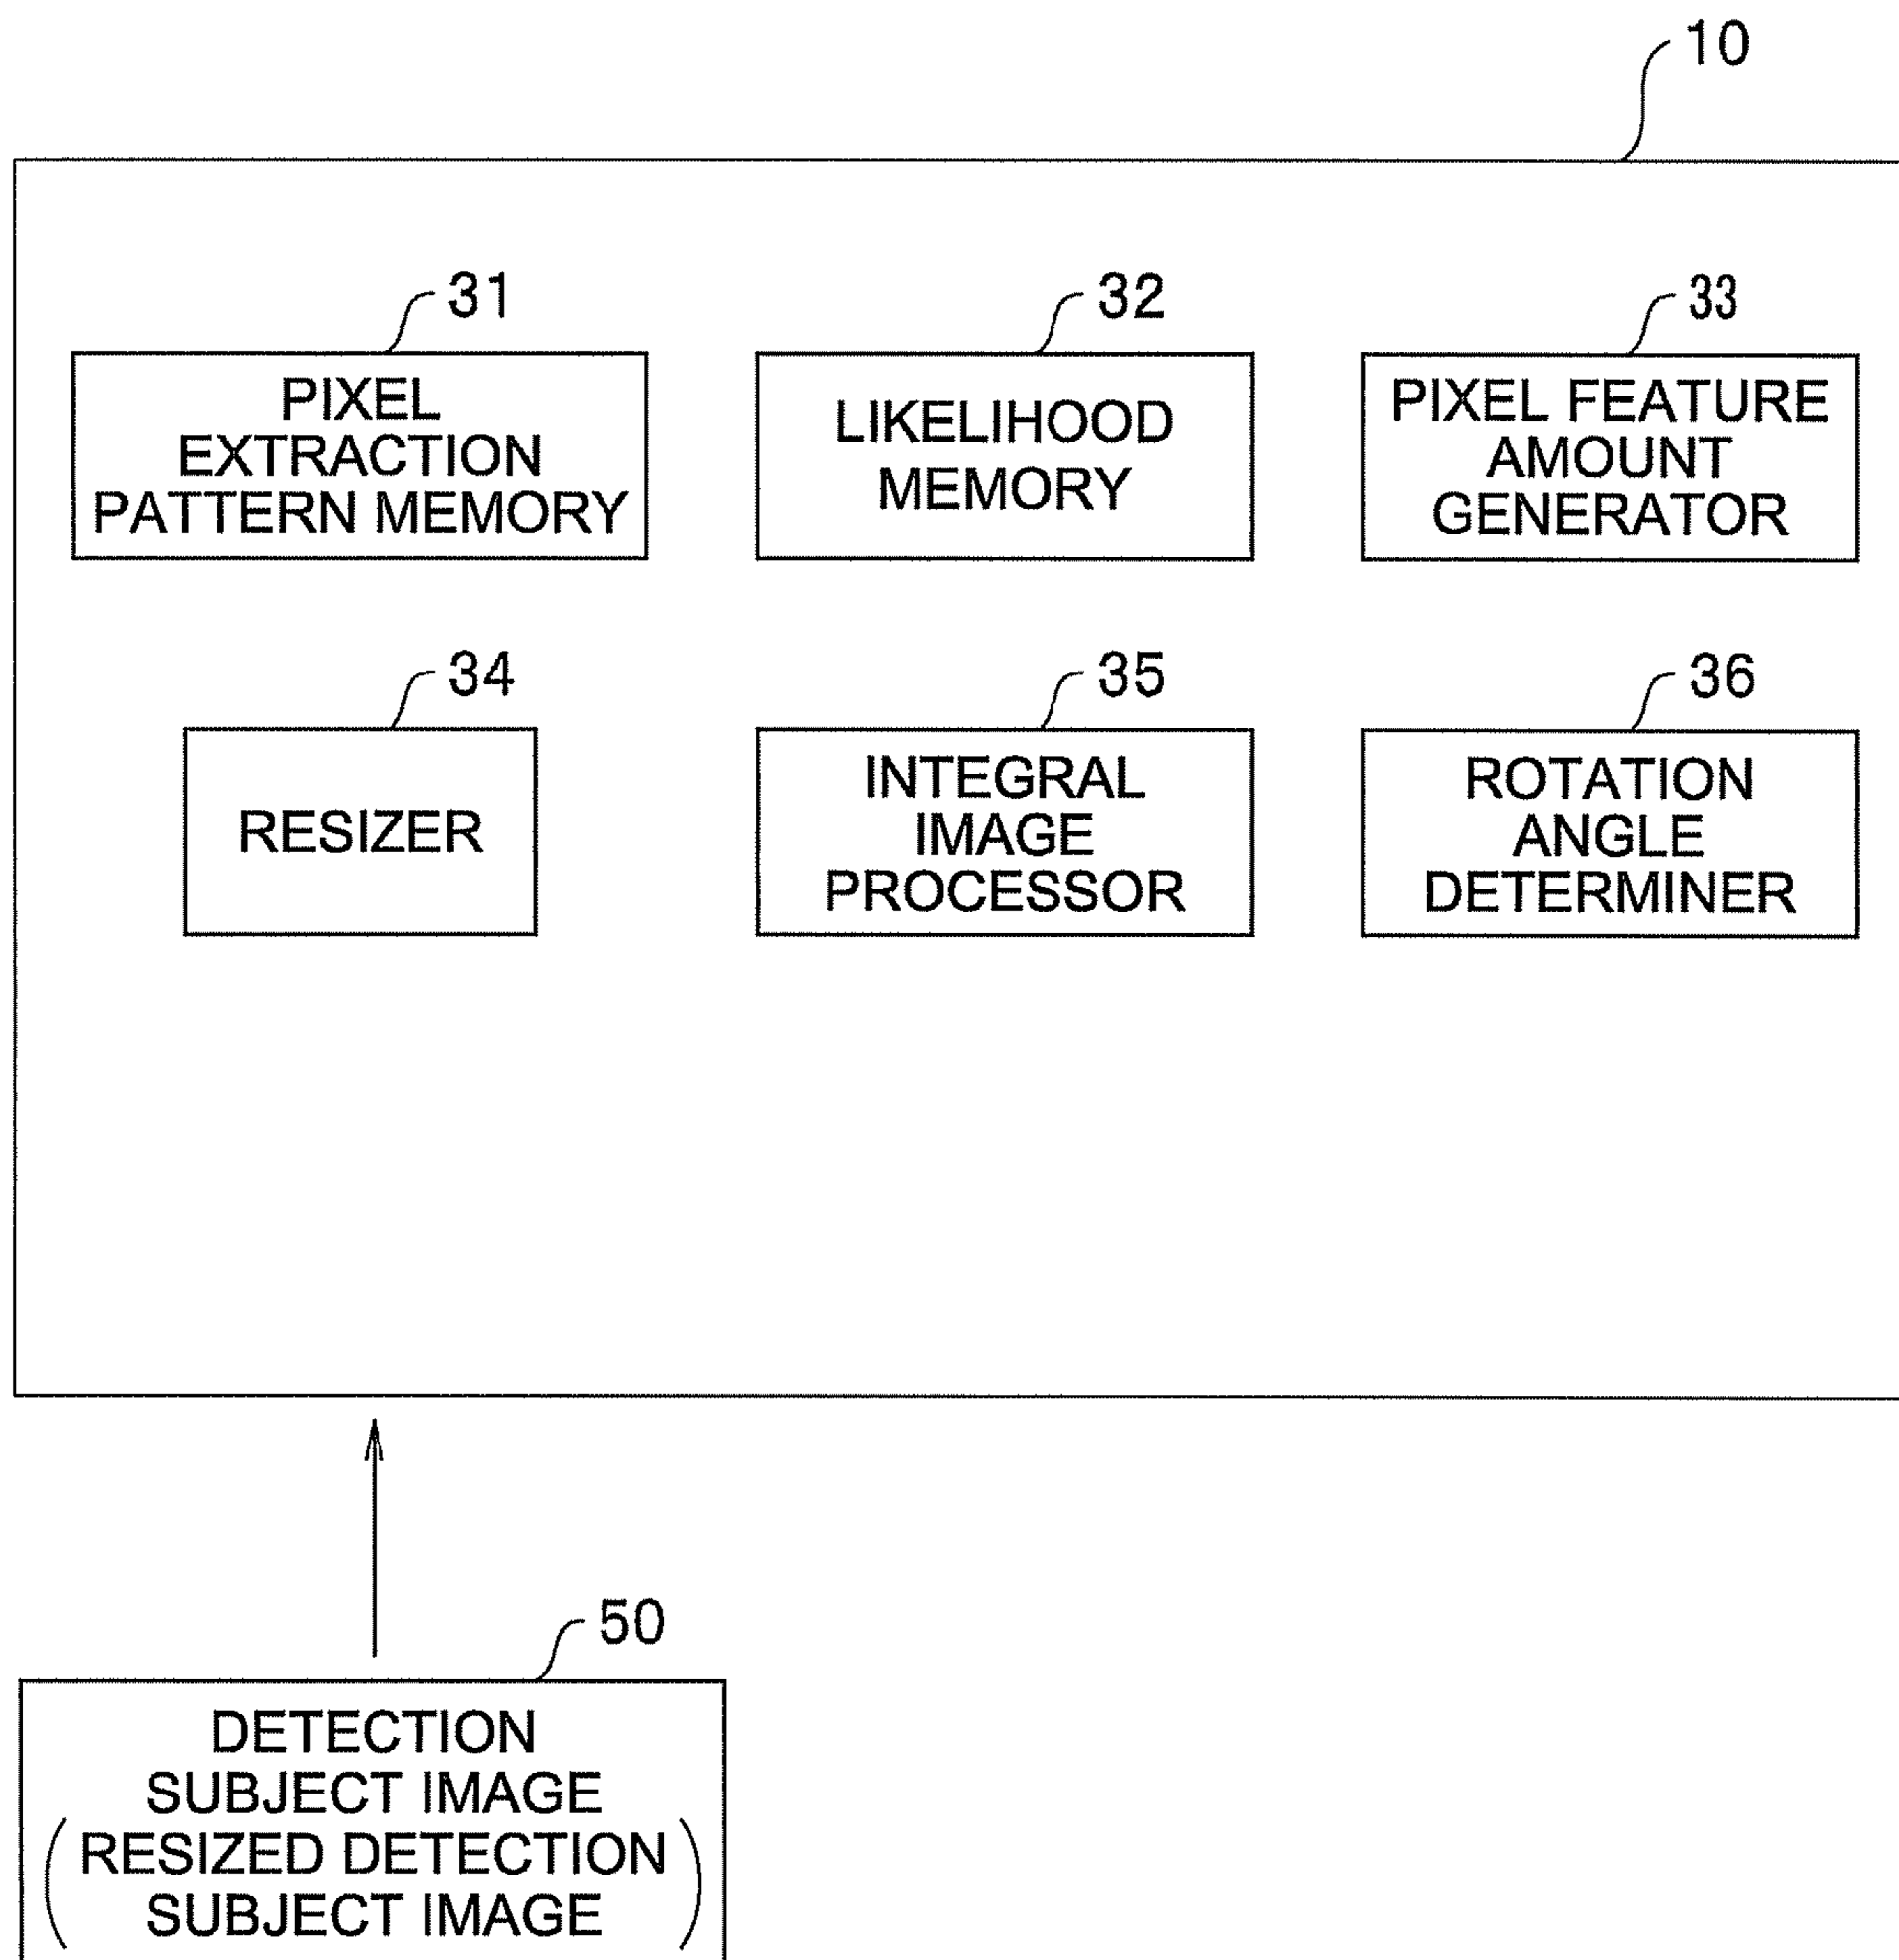 10
31
PIXEL
EXTRACTION
PATTERN MEMORY
32
LIKELIHOOD
MEMORY
33
PIXEL FEATURE
AMOUNT
GENERATOR
34
RESIZER
35
INTEGRAL
IMAGE
PROCESSOR
36
ROTATION
ANGLE
DETERMINER
50
DETECTION
SUBJECT IMAGE
(RESIZED DETECTION
SUBJECT IMAGE)